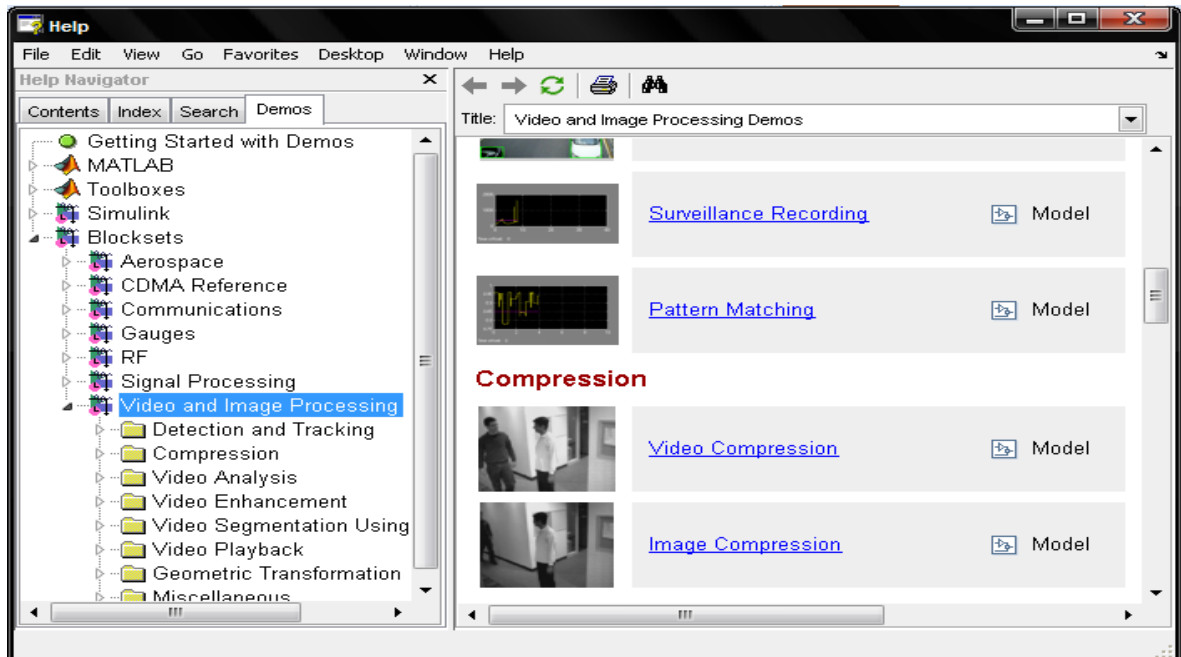 Help
File Edit View Go Favorites Desktop Window Help
Help Navigator
Contents Index Search Demos
Getting Started with Demos
MATLAB
Toolboxes
Simulink
Blocksets
Aerospace
CDMA Reference
Communications
Gauges
RF
Signal Processing
Video and Image Processing
Detection and Tracking
Compression
Video Analysis
Video Enhancement
Video Segmentation Using
Video Playback
Geometric Transformation
Miscellaneous
Title: Video and Image Processing Demos
Surveillance Recording Model
Pattern Matching Model
Compression
Video Compression Model
Image Compression Model